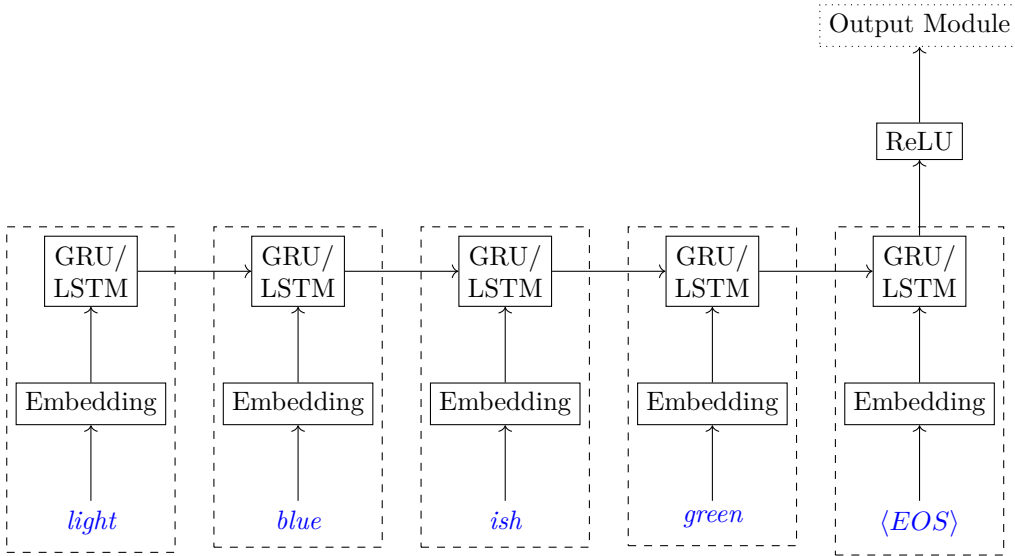 Output Module
ReLU
GRU/ GRU/ GRU/ GRU/ GRU/
LSTM LSTM LSTM LSTM LSTM
Embedding Embedding Embedding Embedding Embedding
light blue ish green ⟨EOS⟩